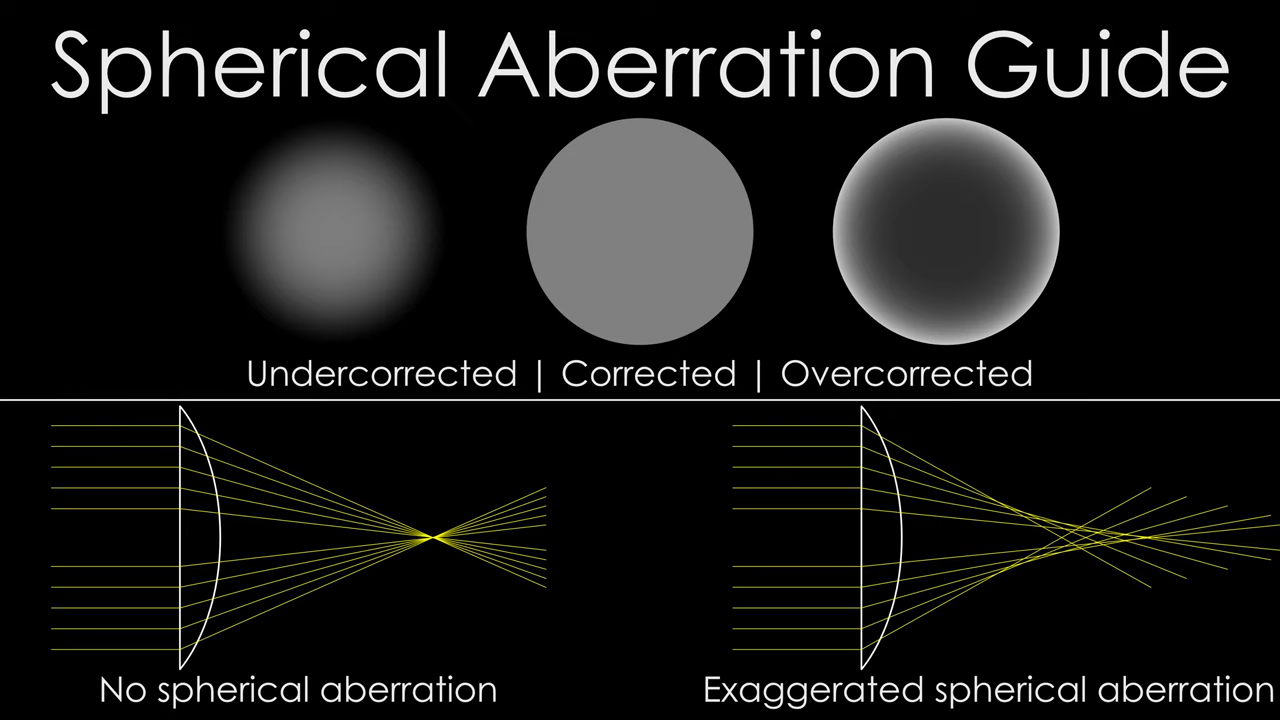 Spherical Aberration Guide
Undercorrected | Corrected | Overcorrected
No spherical aberration
Exaggerated spherical aberration